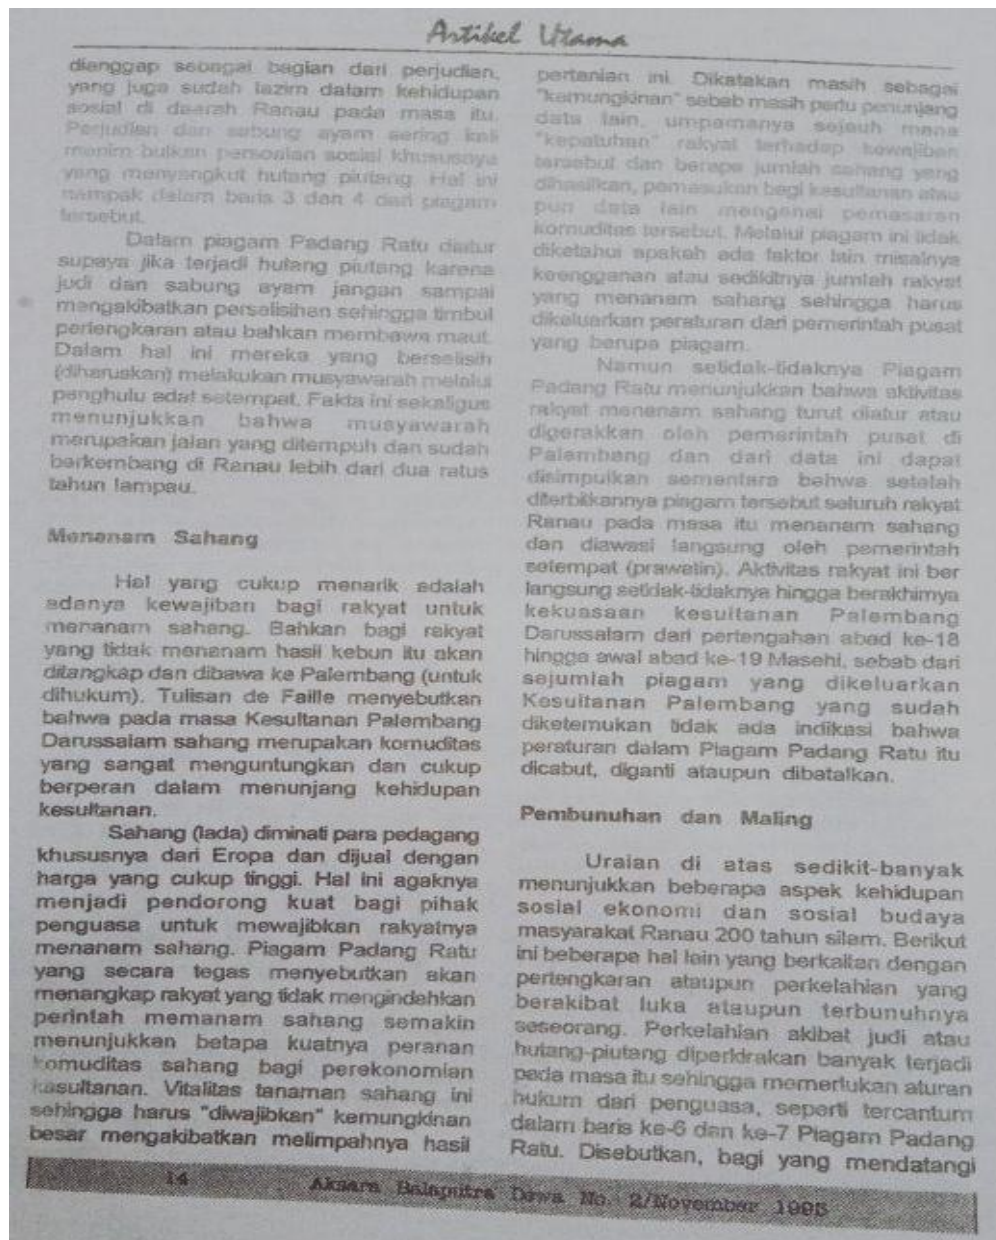 Artikel Utama
dianggap sebagai bagian dari perjudian,
yang juga sudah lazim dalam kehidupan
sosial di daerah Ranau pada masa itu.
Perjudian dan sabung ayam sering kali
menim bulkan persoalan sosial khususnya
yang menyangkut hutang piutang. Hal ini
nampak dalam baris 3 dan 4 dari piagam
tersebut.
Dalam piagam Padang Ratu diatur
supaya jika terjadi hutang piutang karena
judi dan sabung ayam jangan sampai
mengakibatkan perselisihan sehingga timbul
pertengkaran atau bahkan membawa maut.
Dalam hal ini mereka yang berselisih
(diharuskan) melakukan musyawarah melalui
penghulu adat setempat. Fakta ini sekaligus
menunjukkan bahwa musyawarah
merupakan jalan yang ditempuh dan sudah
berkembang di Ranau lebih dari dua ratus
tahun lampau.
Menanam Sahang
Hal yang cukup menarik adalah
adanya kewajiban bagi rakyat untuk
menanam sahang. Bahkan bagi rakyat
yang tidak menanam hasil kebun itu akan
ditangkap dan dibawa ke Palembang (untuk
dihukum). Tulisan de Faille menyebutkan
bahwa pada masa Kesultanan Palembang
Darussalam sahang merupakan komuditas
yang sangat menguntungkan dan cukup
berperan dalam menunjang kehidupan
kesultanan.
Sahang (lada) diminati para pedagang
khususnya dari Eropa dan dijual dengan
harga yang cukup tinggi. Hal ini agaknya
menjadi pendorong kuat bagi pihak
penguasa untuk mewajibkan rakyatnya
menanam sahang. Piagam Padang Ratu
yang secara tegas menyebutkan akan
menangkap rakyat yang tidak mengindahkan
perintah memanam sahang semakin
menunjukkan betapa kuatnya peranan
komuditas sahang bagi perekonomian
kasultanan. Vitalitas tanaman sahang ini
sehingga harus "diwajibkan" kemungkinan
besar mengakibatkan melimpahnya hasil
pertanian ini. Dikatakan masih sebagai
"kemungkinan" sebab masih perlu penunjang
data lain, umpamanya sejauh mana
"kepatuhan" rakyat terhadap kewajiban
tersebut dan berapa jumlah sahang yang
dihasilkan, pemasukan bagi kesultanan atau
pun data lain mengenai pemasaran
komuditas tersebut. Melalui piagam ini tidak
diketahui apakah ada faktor lain misalnya
keengganan atau sedikitnya jumlah rakyat
yang menanam sahang sehingga harus
dikeluarkan peraturan dari pemerintah pusat
yang berupa piagam.
Namun setidak-tidaknya Piagam
Padang Ratu menunjukkan bahwa aktivitas
rakyat menanam sahang turut diatur atau
digerakkan oleh pemerintah pusat di
Palembang dan dari data ini dapat
disimpulkan sementara bahwa setelah
diterbitkannya piagam tersebut seluruh rakyat
Ranau pada masa itu menanam sahang
dan diawasi langsung oleh pemerintah
setempat (prawatin). Aktivitas rakyat ini ber
langsung setidak-tidaknya hingga berakhirnya
kekuasaan kesultanan Palembang
Darussalam dari pertengahan abad ke-18
hingga awal abad ke-19 Masehi, sebab dari
sejumlah piagam yang dikeluarkan
Kesultanan Palembang yang sudah
diketemukan tidak ada indikasi bahwa
peraturan dalam Piagam Padang Ratu itu
dicabut, diganti ataupun dibatalkan.
Pembunuhan dan Maling
Uraian di atas sedikit-banyak
menunjukkan beberapa aspek kehidupan
sosial ekonomi dan sosial budaya
masyarakat Ranau 200 tahun silam. Berikut
ini beberapa hal lain yang berkaitan dengan
pertengkaran ataupun perkelahian yang
berakibat luka ataupun terbunuhnya
seseorang. Perkelahian akibat judi atau
hutang-piutang diperkirakan banyak terjadi
pada masa itu sehingga memerlukan aturan
hukum dari penguasa, seperti tercantum
dalam baris ke-6 dan ke-7 Piagam Padang
Ratu. Disebutkan, bagi yang mendatangi
14 Aksara Balaputra Dewa No. 2/November 1995